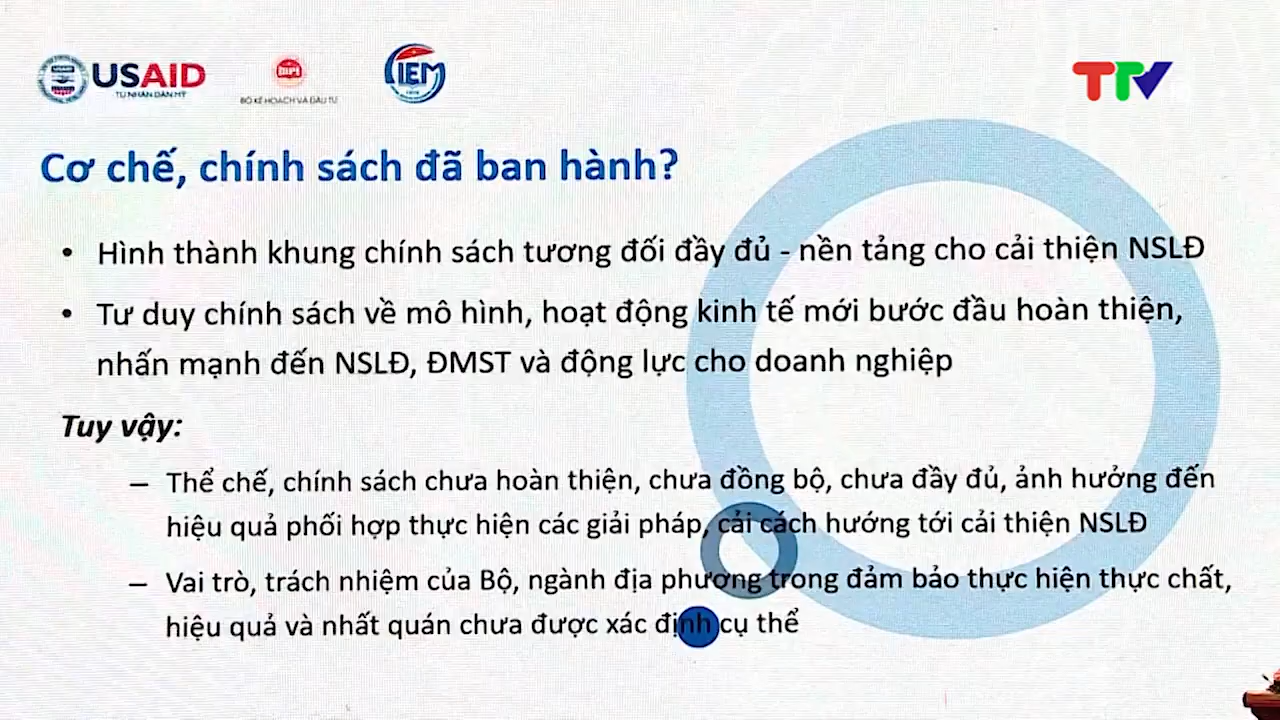 USAID
TỪ NHÂN DÂN MỸ
MPI
BỘ KẾ HOẠCH VÀ ĐẦU TƯ
CIEM
TTV
Cơ chế, chính sách đã ban hành?
• Hình thành khung chính sách tương đối đầy đủ - nền tảng cho cải thiện NSLĐ
• Tư duy chính sách về mô hình, hoạt động kinh tế mới bước đầu hoàn thiện,
nhấn mạnh đến NSLĐ, ĐMST và động lực cho doanh nghiệp
Tuy vậy:
– Thể chế, chính sách chưa hoàn thiện, chưa đồng bộ, chưa đầy đủ, ảnh hưởng đến
hiệu quả phối hợp thực hiện các giải pháp, cải cách hướng tới cải thiện NSLĐ
– Vai trò, trách nhiệm của Bộ, ngành địa phương trong đảm bảo thực hiện thực chất,
hiệu quả và nhất quán chưa được xác định cụ thể